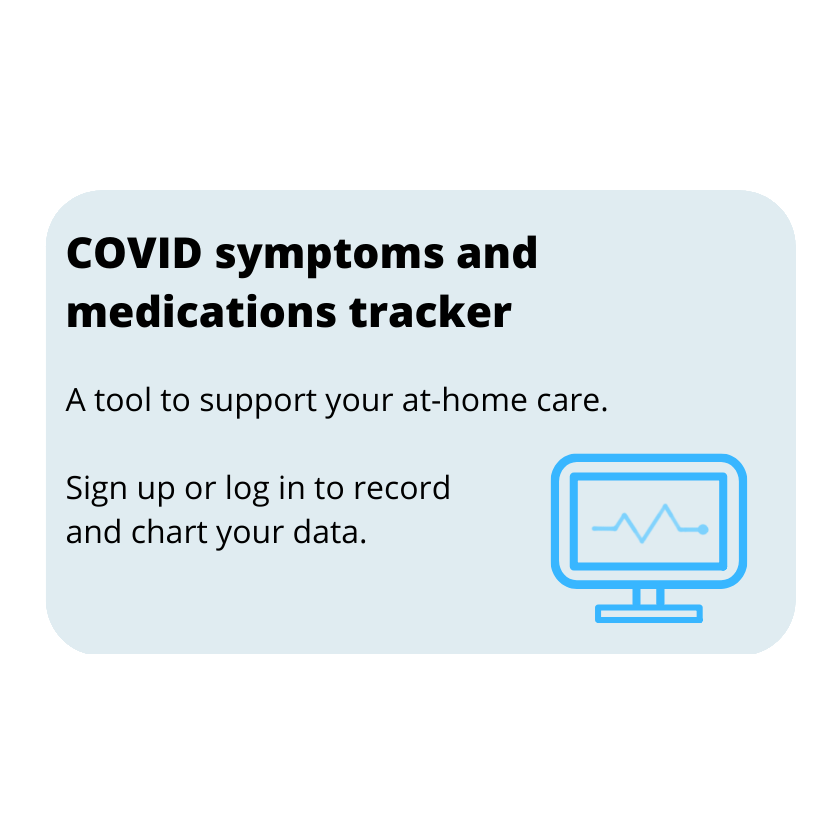 COVID symptoms and
medications tracker
A tool to support your at-home care.
Sign up or log in to record
and chart your data.